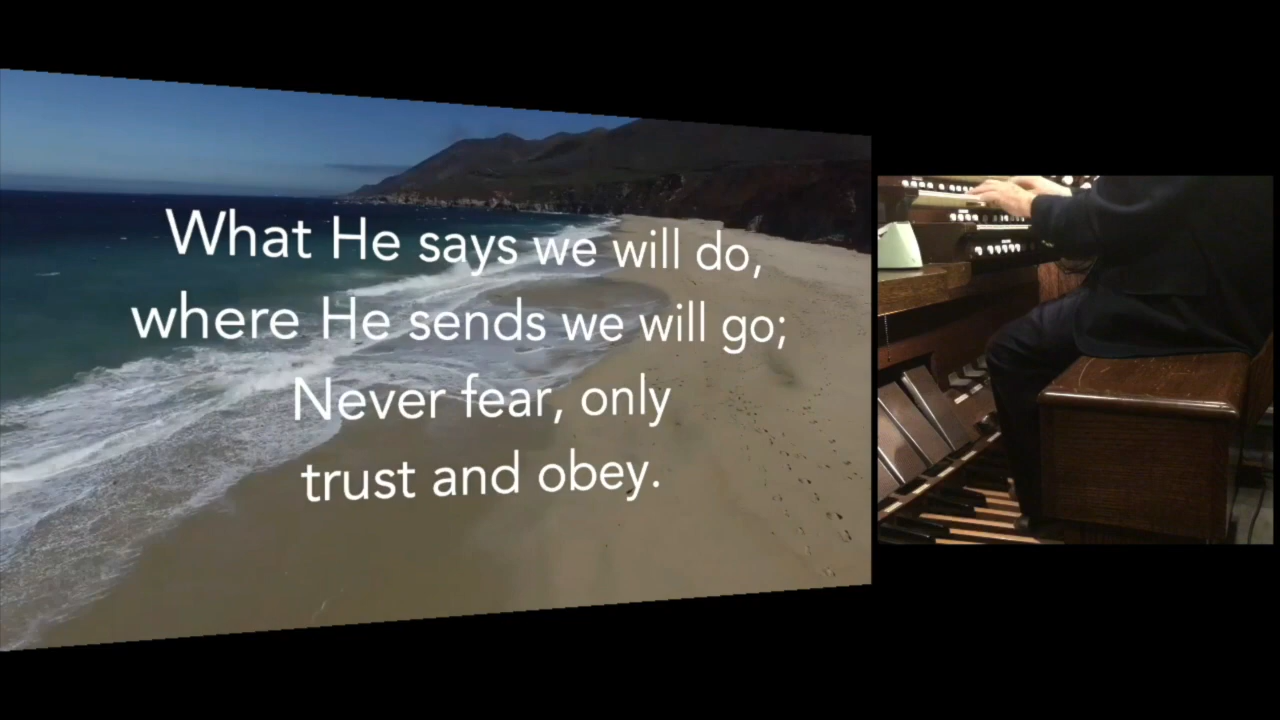 What He says we will do,
where He sends we will go;
Never fear, only
trust and obey.